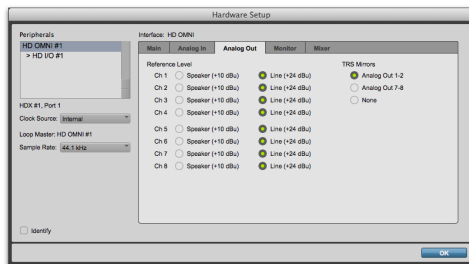 Hardware Setup
Peripherals
HD OMNI #1
> HD I/O #1
HDX #1, Port 1
Clock Source: Internal
Loop Master: HD OMNI #1
Sample Rate: 44.1 kHz
Identify
Interface: HD OMNI
Main Analog In Analog Out Monitor Mixer
Reference Level
Ch 1 Speaker (+10 dBu) Line (+24 dBu)
Ch 2 Speaker (+10 dBu) Line (+24 dBu)
Ch 3 Speaker (+10 dBu) Line (+24 dBu)
Ch 4 Speaker (+10 dBu) Line (+24 dBu)
Ch 5 Speaker (+10 dBu) Line (+24 dBu)
Ch 6 Speaker (+10 dBu) Line (+24 dBu)
Ch 7 Speaker (+10 dBu) Line (+24 dBu)
Ch 8 Speaker (+10 dBu) Line (+24 dBu)
TRS Mirrors
Analog Out 1-2
Analog Out 7-8
None
OK